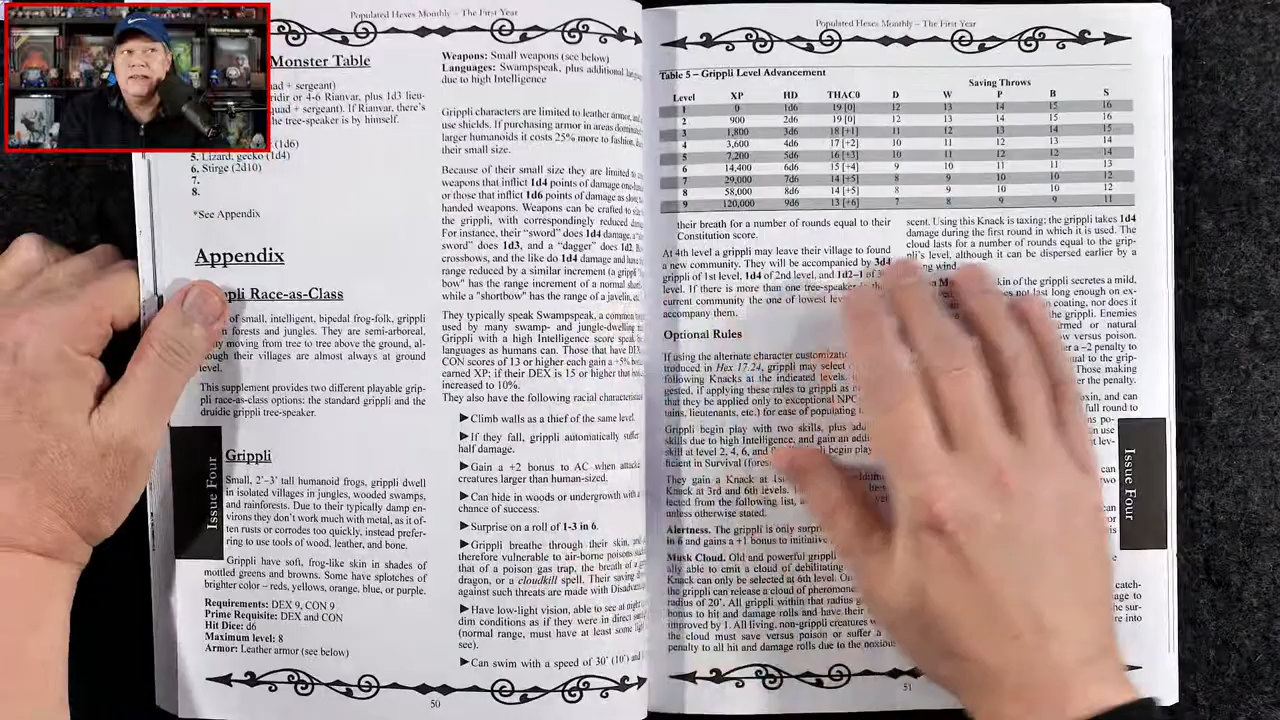 Populated Hexes Monthly – The First Year
Monster Table
uad + sergeant)
ridir or 4-6 Rianvar, plus 1d3 lieu-
quad + sergeant). If Rianvar, there's
the tree-speaker is by himself.
1d6)
5. Lizard, gecko (1d4)
6. Stirge (2d10)
7.
8.
*See Appendix
Appendix
Race-as-Class
of small, intelligent, bipedal frog-folk, grippli
forests and jungles. They are semi-arboreal,
moving from tree to tree above the ground, al-
though their villages are almost always at ground
level.
This supplement provides two different playable grip-
pli race-as-class options: the standard grippli and the
druidic grippli tree-speaker.
Grippli
Small, 2'–3' tall humanoid frogs, grippli dwell
in isolated villages in jungles, wooded swamps,
and rainforests. Due to their typically damp en-
virons they don't work much with metal, as it of-
ten rusts or corrodes too quickly, instead prefer-
ring to use tools of wood, leather, and bone.
Grippli have soft, frog-like skin in shades of
mottled greens and browns. Some have splotches of
brighter color – reds, yellows, orange, blue, or purple.
Requirements: DEX 9, CON 9
Prime Requisite: DEX and CON
Hit Dice: d6
Maximum level: 8
Armor: Leather armor (see below)
Issue Four
Weapons: Small weapons (see below)
Languages: Swampspeak, plus additional
due to high Intelligence
Grippli characters are limited to leather armor,
use shields. If purchasing armor in areas
larger humanoids it costs 25% more to fashion,
their small size.
Because of their small size they are limited to
weapons that inflict 1d4 points of damage
or those that inflict 1d6 points of damage as
handed weapons. Weapons can be crafted to
the grippli, with correspondingly reduced
For instance, their "sword" does 1d4 damage, a
sword" does 1d3, and a "dagger" does 1d2.
crossbows, and the like do 1d4 damage and
range reduced by a similar increment (a grippli
bow" has the range increment of a normal
while a "shortbow" has the range of a javelin,
They typically speak Swampspeak, a common
used by many swamp- and jungle-dwelling
Grippli with a high Intelligence score speak
languages as humans can. Those that have DEX
CON scores of 13 or higher each gain a +5%
earned XP; if their DEX is 15 or higher that
increased to 10%.
They also have the following racial
Climb walls as a thief of the same level.
If they fall, grippli automatically suffer
half damage.
Gain a +2 bonus to AC when
creatures larger than human-sized.
Can hide in woods or undergrowth with
chance of success.
Surprise on a roll of 1-3 in 6.
Grippli breathe through their skin,
therefore vulnerable to air-borne poisons
that of a poison gas trap, the breath of a
dragon, or a cloudkill spell. Their saving
against such threats are made with
Have low-light vision, able to see at
dim conditions as if they were in direct
(normal range, must have at least some
see).
Can swim with a speed of 30' (10')
50
Populated Hexes Monthly – The First Year
Table 5 – Grippli Level Advancement
Saving Throws
Level XP HD THAC0 D W P B S
0 1d6 19 [0] 12 13 14 15 16
2 900 2d6 19 [0] 12 13 14 15 16
3 1,800 3d6 18 [+1] 11 12 13 14 15
4 3,600 4d6 17 [+2] 10 11 12 13 14
5 7,200 5d6 16 [+3] 10 11 12 12 14
6 14,400 6d6 15 [+4] 9 10 11 11 13
7 29,000 7d6 14 [+5] 8 9 10 10 12
8 58,000 8d6 14 [+5] 8 9 10 10 12
9 120,000 9d6 13 [+6] 7 8 9 9 11
their breath for a number of rounds equal to their
Constitution score.
At 4th level a grippli may leave their village to found
a new community. They will be accompanied by 3d4
grippli of 1st level, 1d4 of 2nd level, and 1d2–1 of
level. If there is more than one tree-speaker in the
current community the one of lowest
accompany them.
Optional Rules
If using the alternate character
troduced in Hex 17.24, grippli may select
following Knacks at the indicated levels.
gested, if applying these rules to grippli as
that they be applied only to exceptional
tains, lieutenants, etc.) for ease of
Grippli begin play with two skills, plus
skills due to high Intelligence, and gain an
skill at level 2, 4, 6, and begin play
ficient in Survival
They gain a Knack at
Knack at 3rd and 6th levels.
rected from the following list,
unless otherwise stated.
Alertness. The grippli is only
in 6 and gains a +1 bonus to initiative
Musk Cloud. Old and powerful grippli
ally able to emit a cloud of debilitating
Knack can only be selected at 6th level.
the grippli can release a cloud of
radius of 20'. All grippli within that radius
bonus to hit and damage rolls and have their
improved by 1. All living, non-grippli creatures
the cloud must save versus poison or suffer a
penalty to all hit and damage rolls due to the noxious
scent. Using this Knack is taxing: the grippli takes 1d4
damage during the first round in which it is used. The
cloud lasts for a number of rounds equal to the grip-
pli's level, although it can be dispersed earlier by a
wind.
skin of the grippli secretes a mild,
not last long enough on ex-
coating, nor does it
the grippli. Enemies
or natural
versus poison.
a –2 penalty to
to the grip-
Those making
the penalty.
and can
full round to
use
can
two
can
catch-
to
the sur-
into
Issue Four
51